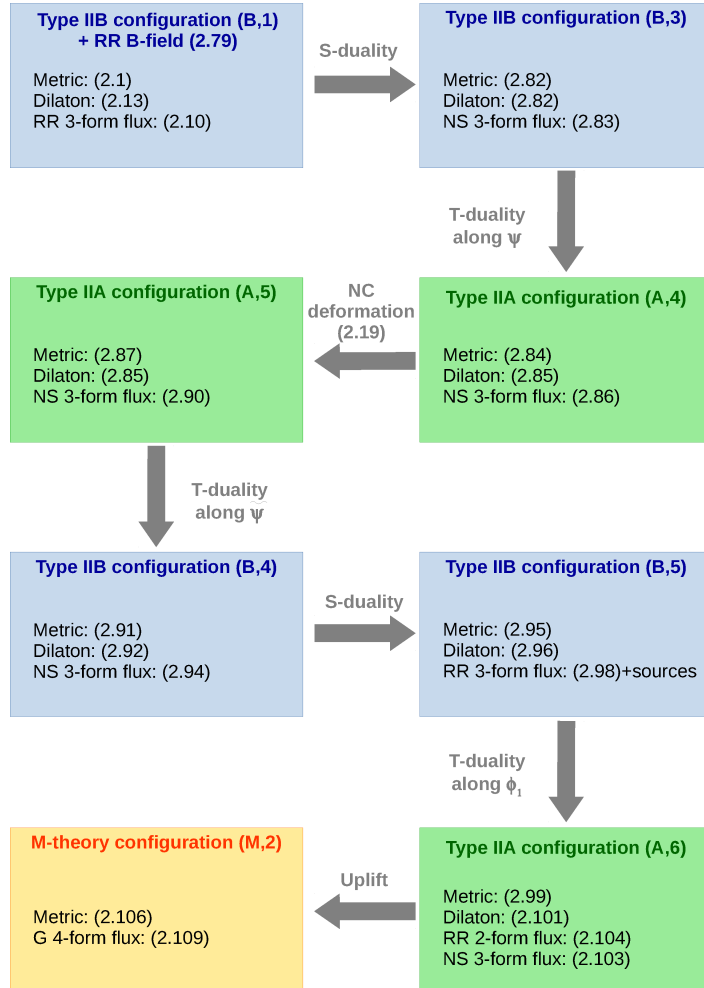 Type IIB configuration (B,1)
+ RR B-field (2.79)
Metric: (2.1)
Dilaton: (2.13)
RR 3-form flux: (2.10)
S-duality
Type IIB configuration (B,3)
Metric: (2.82)
Dilaton: (2.82)
NS 3-form flux: (2.83)
T-duality
along ψ
Type IIA configuration (A,5)
Metric: (2.87)
Dilaton: (2.85)
NS 3-form flux: (2.90)
NC
deformation
(2.19)
Type IIA configuration (A,4)
Metric: (2.84)
Dilaton: (2.85)
NS 3-form flux: (2.86)
T-duality
along ψ̃
Type IIB configuration (B,4)
Metric: (2.91)
Dilaton: (2.92)
NS 3-form flux: (2.94)
S-duality
Type IIB configuration (B,5)
Metric: (2.95)
Dilaton: (2.96)
RR 3-form flux: (2.98)+sources
T-duality
along ϕ₁
M-theory configuration (M,2)
Metric: (2.106)
G 4-form flux: (2.109)
Uplift
Type IIA configuration (A,6)
Metric: (2.99)
Dilaton: (2.101)
RR 2-form flux: (2.104)
NS 3-form flux: (2.103)